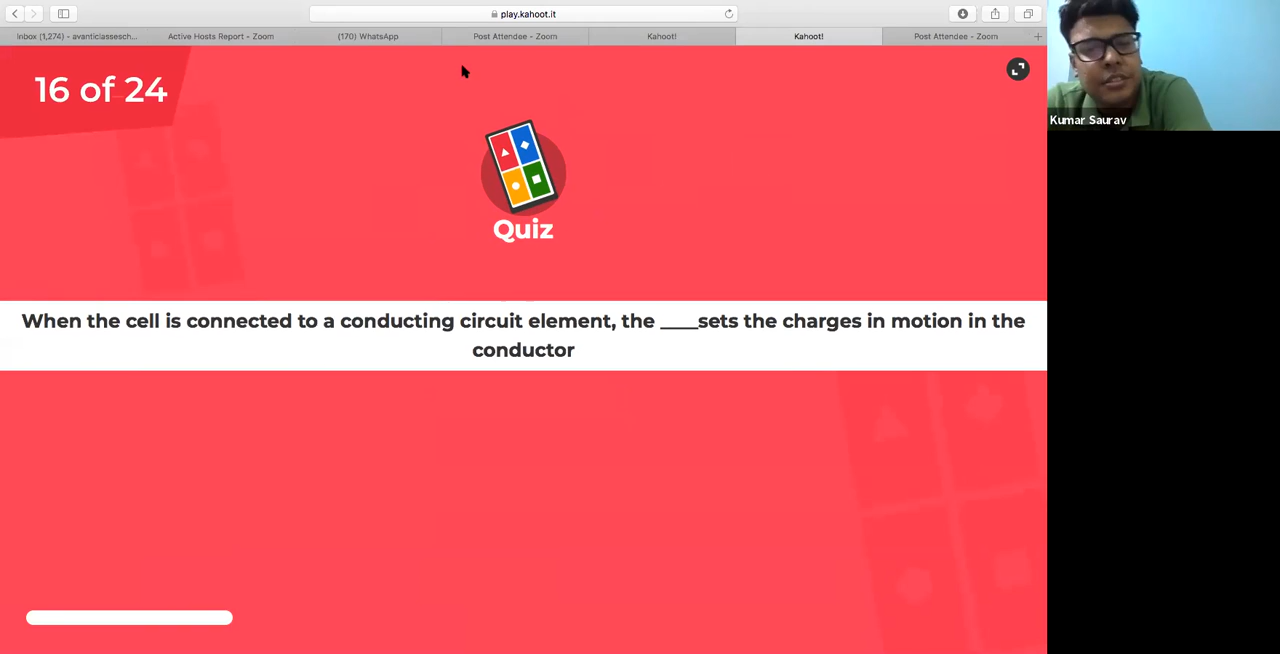 play.kahoot.it
Inbox (1,274) - avanticlassesch...
Active Hosts Report - Zoom
(170) WhatsApp
Post Attendee - Zoom
Kahoot!
Kahoot!
Post Attendee - Zoom
16 of 24
Kumar Saurav
Quiz
When the cell is connected to a conducting circuit element, the ____sets the charges in motion in the
conductor